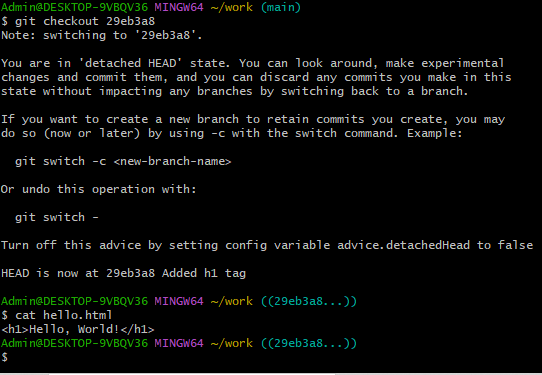 Admin@DESKTOP-9VBQV36 MINGW64 ~/work (main)
$ git checkout 29eb3a8
Note: switching to '29eb3a8'.
You are in 'detached HEAD' state. You can look around, make experimental
changes and commit them, and you can discard any commits you make in this
state without impacting any branches by switching back to a branch.
If you want to create a new branch to retain commits you create, you may
do so (now or later) by using -c with the switch command. Example:
git switch -c <new-branch-name>
Or undo this operation with:
git switch -
Turn off this advice by setting config variable advice.detachedHead to false
HEAD is now at 29eb3a8 Added h1 tag
Admin@DESKTOP-9VBQV36 MINGW64 ~/work ((29eb3a8...))
$ cat hello.html
<h1>Hello, World!</h1>
Admin@DESKTOP-9VBQV36 MINGW64 ~/work ((29eb3a8...))
$